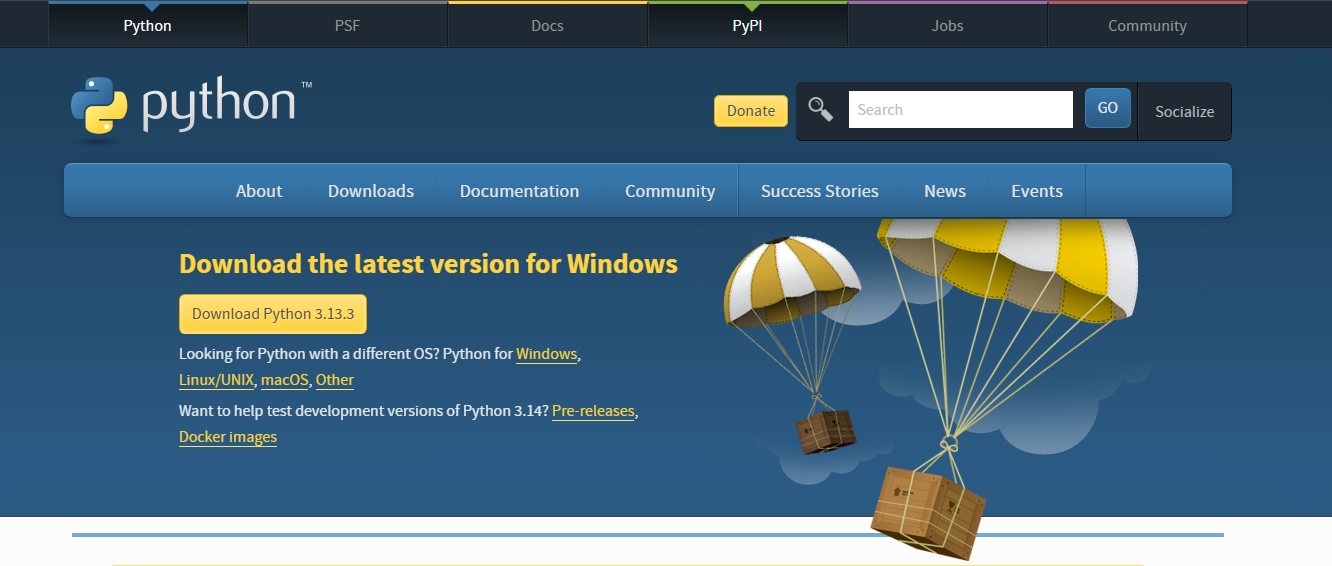 Python PSF Docs PyPI Jobs Community
python™
Donate Search GO Socialize
About Downloads Documentation Community Success Stories News Events
Download the latest version for Windows
Download Python 3.13.3
Looking for Python with a different OS? Python for Windows,
Linux/UNIX, macOS, Other
Want to help test development versions of Python 3.14? Pre-releases,
Docker images